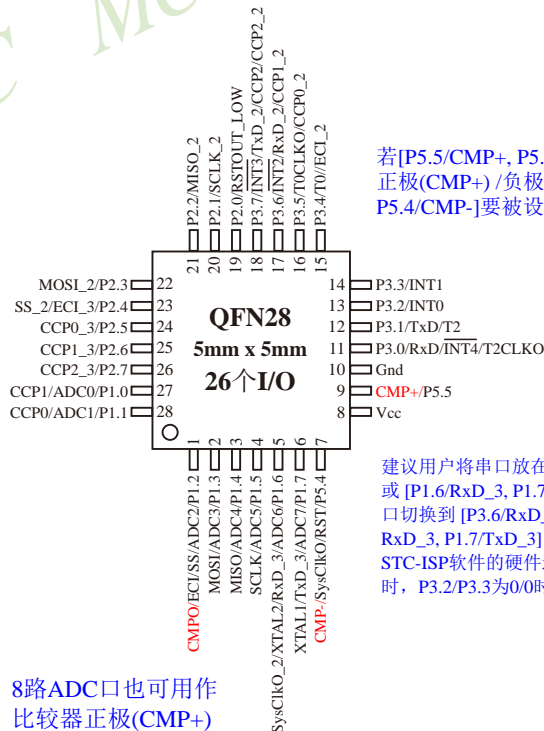 C MC
P2.2/MISO_2
P2.1/SCLK_2
P2.0/RSTOUT_LOW
P3.7/INT3/TxD_2/CCP2/CCP2_2
P3.6/INT2/RxD_2/CCP1_2
P3.5/T0CLKO/CCP0_2
P3.4/T0//ECI_2
21 20 19 18 17 16 15
若[P5.5/CMP+, P5.
正极(CMP+) /负极
P5.4/CMP-]要被设
MOSI_2/P2.3 22
SS_2/ECI_3/P2.4 23
CCP0_3/P2.5 24
CCP1_3/P2.6 25
CCP2_3/P2.7 26
CCP1/ADC0/P1.0 27
CCP0/ADC1/P1.1 28
QFN28
5mm x 5mm
26个I/O
14 P3.3/INT1
13 P3.2/INT0
12 P3.1/TxD/T2
11 P3.0/RxD/INT4/T2CLKO
10 Gnd
9 CMP+/P5.5
8 Vcc
1 2 3 4 5 6 7
CMPO/ECI/SS/ADC2/P1.2
MOSI/ADC3/P1.3
MISO/ADC4/P1.4
SCLK/ADC5/P1.5
SysClkO_2/XTAL2/RxD_3/ADC6/P1.6
XTAL1/TxD_3/ADC7/P1.7
CMP-/SysClkO/RST/P5.4
建议用户将串口放在
或 [P1.6/RxD_3, P1.7
口切换到 [P3.6/RxD_
RxD_3, P1.7/TxD_3]
STC-ISP软件的硬件
时，P3.2/P3.3为0/0时
8路ADC口也可用作
比较器正极(CMP+)